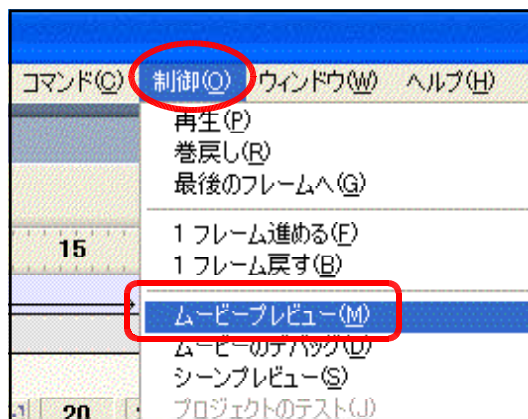 コマンド(C) 制御(O) ウィンドウ(W) ヘルプ(H)
再生(P)
巻戻し(R)
最後のフレームへ(G)
15
1 フレーム進める(F)
1 フレーム戻す(B)
ムービープレビュー(M)
ムービーのデバッグ(D)
シーンプレビュー(S)
20
プロジェクトのテスト(J)